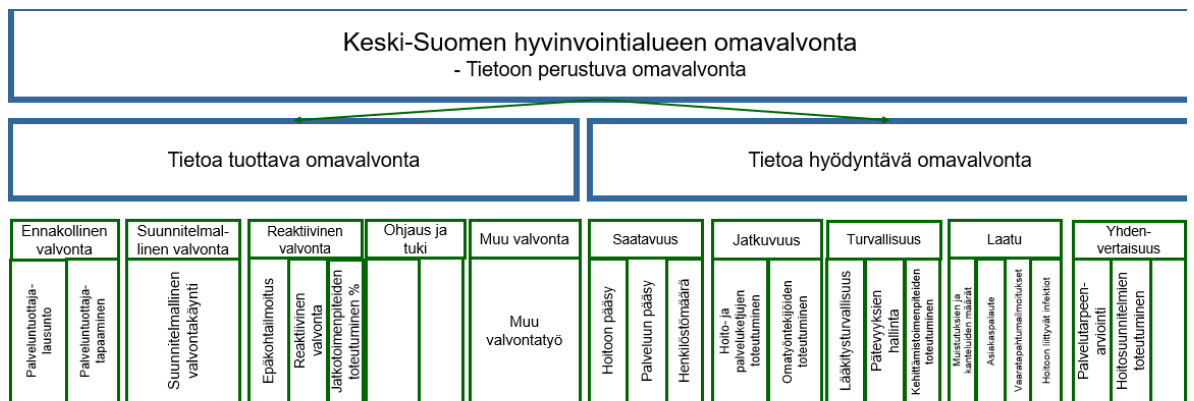 Keski-Suomen hyvinvointialueen omavalvonta
- Tietoon perustuva omavalvonta
Tietoa tuottava omavalvonta
Tietoa hyödyntävä omavalvonta
Ennakollinen
valvonta
Suunnitelmal-
linen valvonta
Reaktiivinen
valvonta
Ohjaus ja
tuki
Muu valvonta
Saatavuus
Jatkuvuus
Turvallisuus
Laatu
Yhden-
vertaisuus
Palveluntuottaja-
lausunto
Palveluntuottaja-
tapaaminen
Suunnitelmallinen
valvontakäynti
Epäkohtailmoitus
Reaktiivinen
valvonta
Jatkotoimenpiteiden
toteutuminen %
Muu
valvontatyö
Hoitoon pääsy
Palveluun pääsy
Henkilöstömäärä
Hoito- ja
palveluketjujen
toteutuminen
Omatyöntekijöiden
toteutuminen
Lääkitysturvallisuus
Pätevyyksien
hallinta
Kehittämistoimenpiteiden
toteutuminen
Muistutuksien ja
kanteluiden määrät
Asiakaspalaute
Vaaratapahtumailmoitukset
Hoitoon liittyvät infektiot
Palvelutarpeen-
arviointi
Hoitosuunnitelmien
toteutuminen